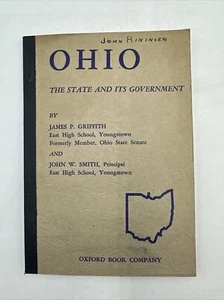 JOHN RININGER
OHIO
THE STATE AND ITS GOVERNMENT
BY
JAMES P. GRIFFITH
East High School, Youngstown
Formerly Member, Ohio State Senate
AND
JOHN W. SMITH, Principal
East High School, Youngstown
OXFORD BOOK COMPANY